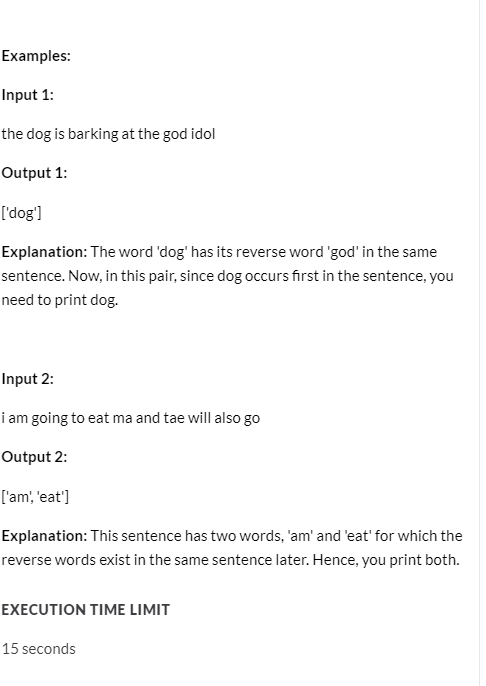 Examples:
Input 1:
the dog is barking at the god idol
Output 1:
['dog']
Explanation: The word 'dog' has its reverse word 'god' in the same
sentence. Now, in this pair, since dog occurs first in the sentence, you
need to print dog.
Input 2:
i am going to eat ma and tae will also go
Output 2:
['am', 'eat']
Explanation: This sentence has two words, 'am' and 'eat' for which the
reverse words exist in the same sentence later. Hence, you print both.
EXECUTION TIME LIMIT
15 seconds